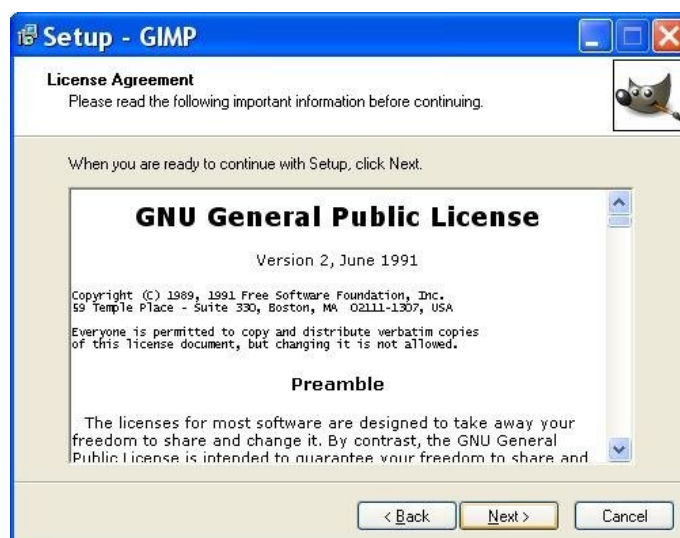 Setup - GIMP
License Agreement
Please read the following important information before continuing.
When you are ready to continue with Setup, click Next.
GNU General Public License
Version 2, June 1991
Copyright (C) 1989, 1991 Free Software Foundation, Inc.
59 Temple Place - Suite 330, Boston, MA 02111-1307, USA
Everyone is permitted to copy and distribute verbatim copies
of this license document, but changing it is not allowed.
Preamble
The licenses for most software are designed to take away your
freedom to share and change it. By contrast, the GNU General
Public License is intended to guarantee your freedom to share and
< Back Next > Cancel